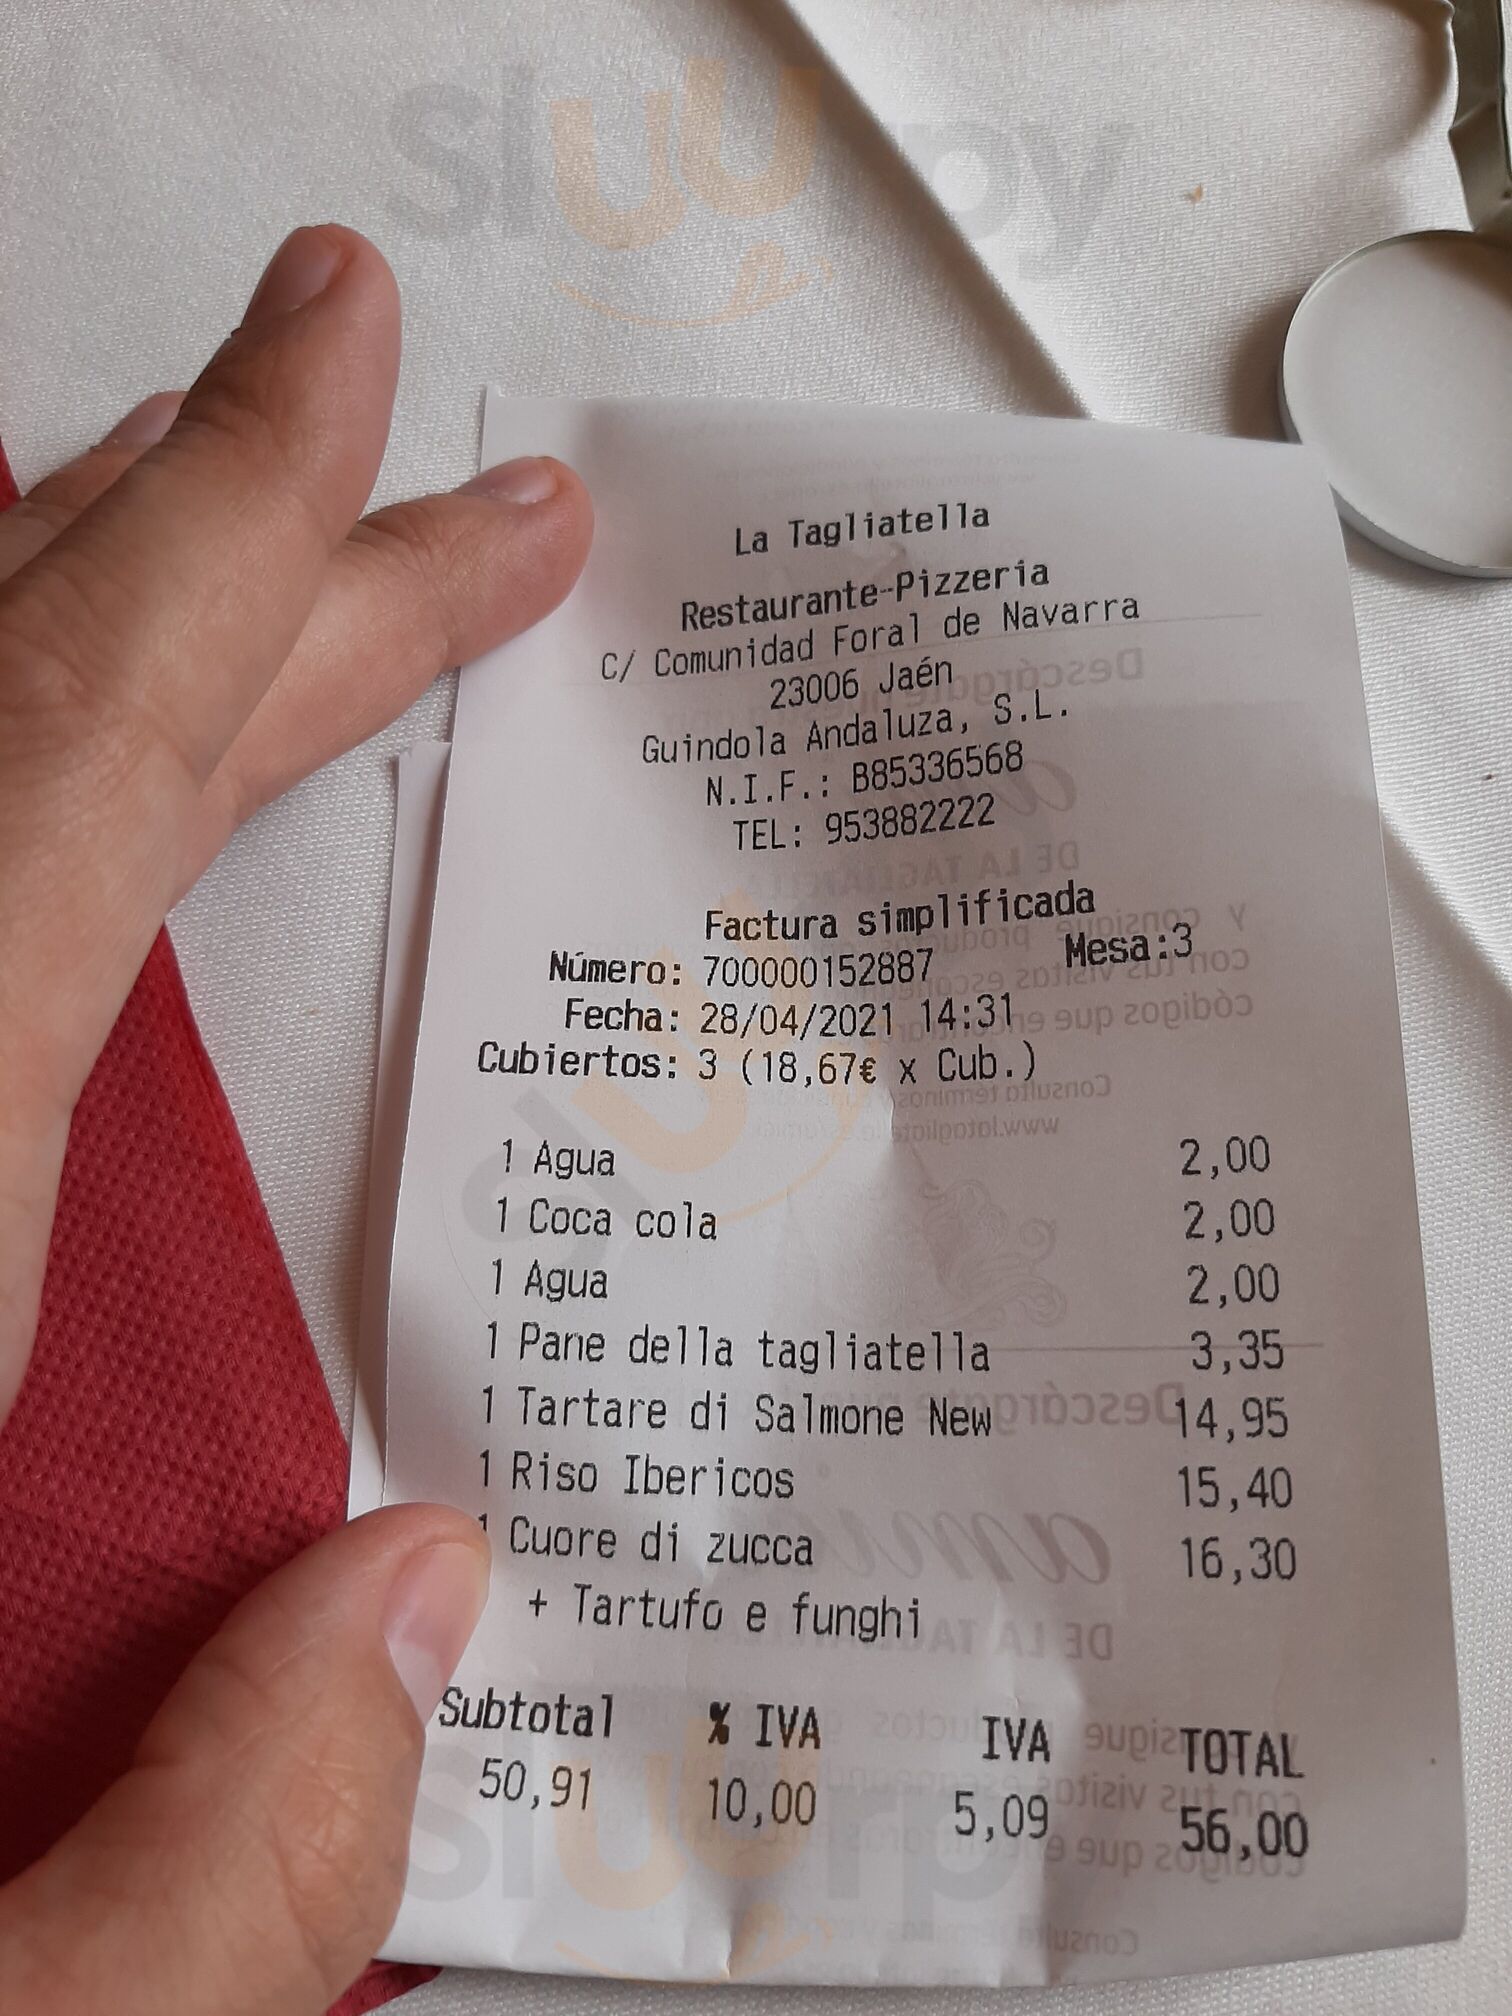 sluurpy
La Tagliatella
Restaurante-Pizzeria
C/ Comunidad Foral de Navarra
23006 Jaén
Guindola Andaluza, S.L.
N.I.F.: B85336568
TEL: 953882222
Factura simplificada
Número: 700000152887 Mesa:3
Fecha: 28/04/2021 14:31
Cubiertos: 3 (18,67€ x Cub.)
1 Agua 2,00
1 Coca cola 2,00
1 Agua 2,00
1 Pane della tagliatella 3,35
1 Tartare di Salmone New 14,95
1 Riso Ibericos 15,40
1 Cuore di zucca 16,30
+ Tartufo e funghi
Subtotal % IVA IVA TOTAL
50,91 10,00 5,09 56,00
sluurpy